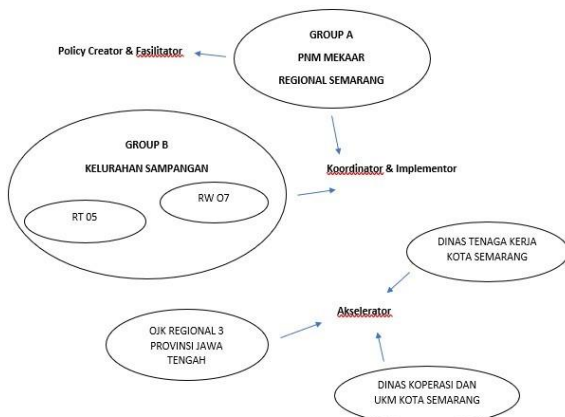 GROUP A
PNM MEKAAR
REGIONAL SEMARANG
Policy Creator & Fasilitator
GROUP B
KELURAHAN SAMPANGAN
RW O7
RT 05
Koordinator & Implementor
DINAS TENAGA KERJA
KOTA SEMARANG
Akselerator
OJK REGIONAL 3
PROVINSI JAWA
TENGAH
DINAS KOPERASI DAN
UKM KOTA SEMARANG